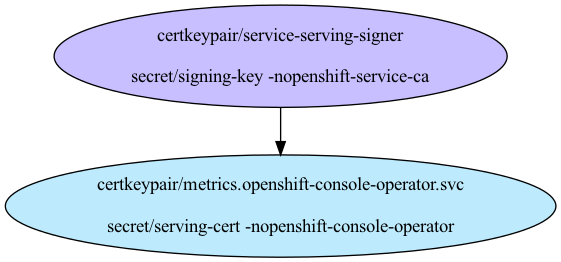 certkeypair/service-serving-signer
secret/signing-key -nopenshift-service-ca
certkeypair/metrics.openshift-console-operator.svc
secret/serving-cert -nopenshift-console-operator